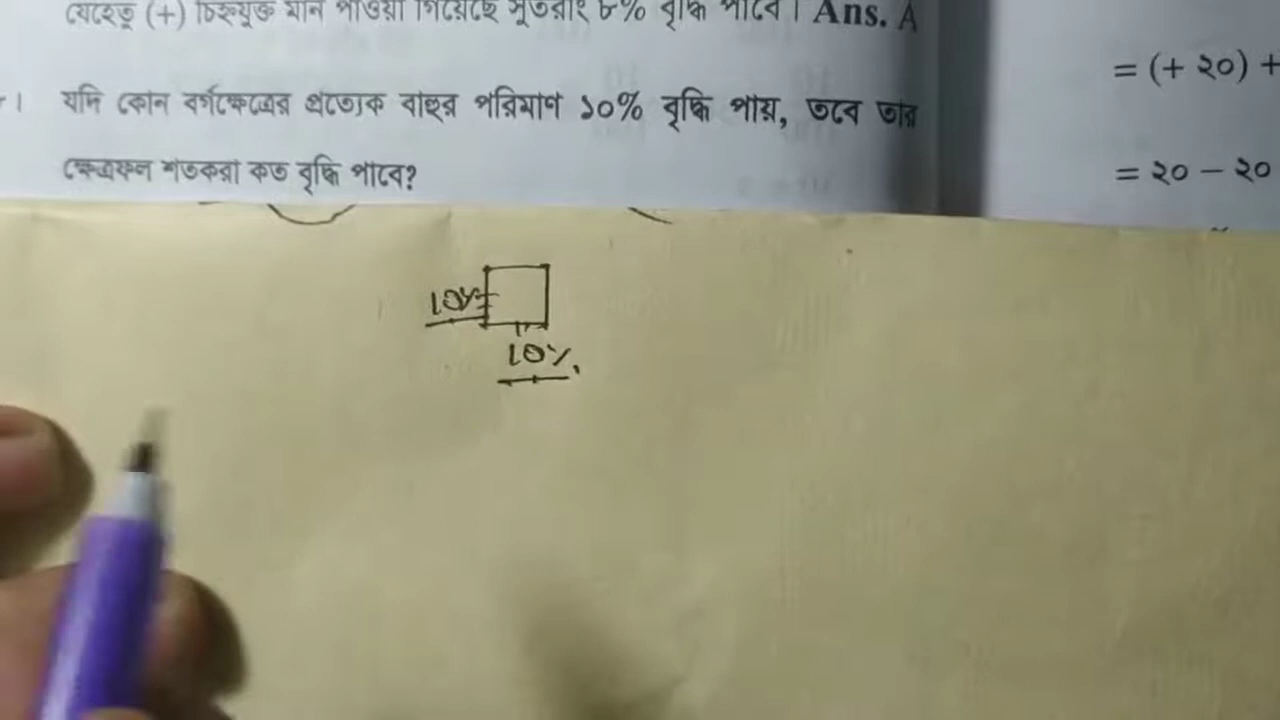 যেহেতু (+) চিহ্নযুক্ত মান পাওয়া গিয়েছে সুতরাং ৮% বৃদ্ধি পাবে। Ans. A
যদি কোন বর্গক্ষেত্রের প্রত্যেক বাহুর পরিমাণ ১০% বৃদ্ধি পায়, তবে তার
ক্ষেত্রফল শতকরা কত বৃদ্ধি পাবে?
= (+ ২০) +
= ২০ – ২০
10%
10%